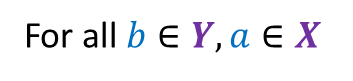 For all b ∈ Y, a ∈ X